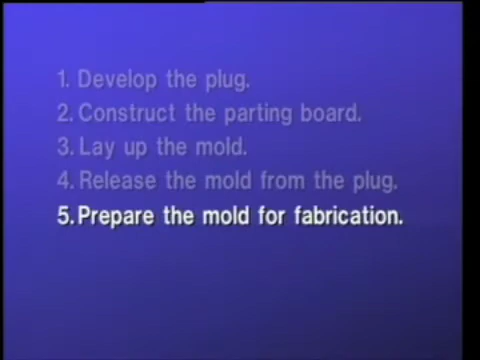 1. Develop the plug.
2. Construct the parting board.
3. Lay up the mold.
4. Release the mold from the plug.
5. Prepare the mold for fabrication.